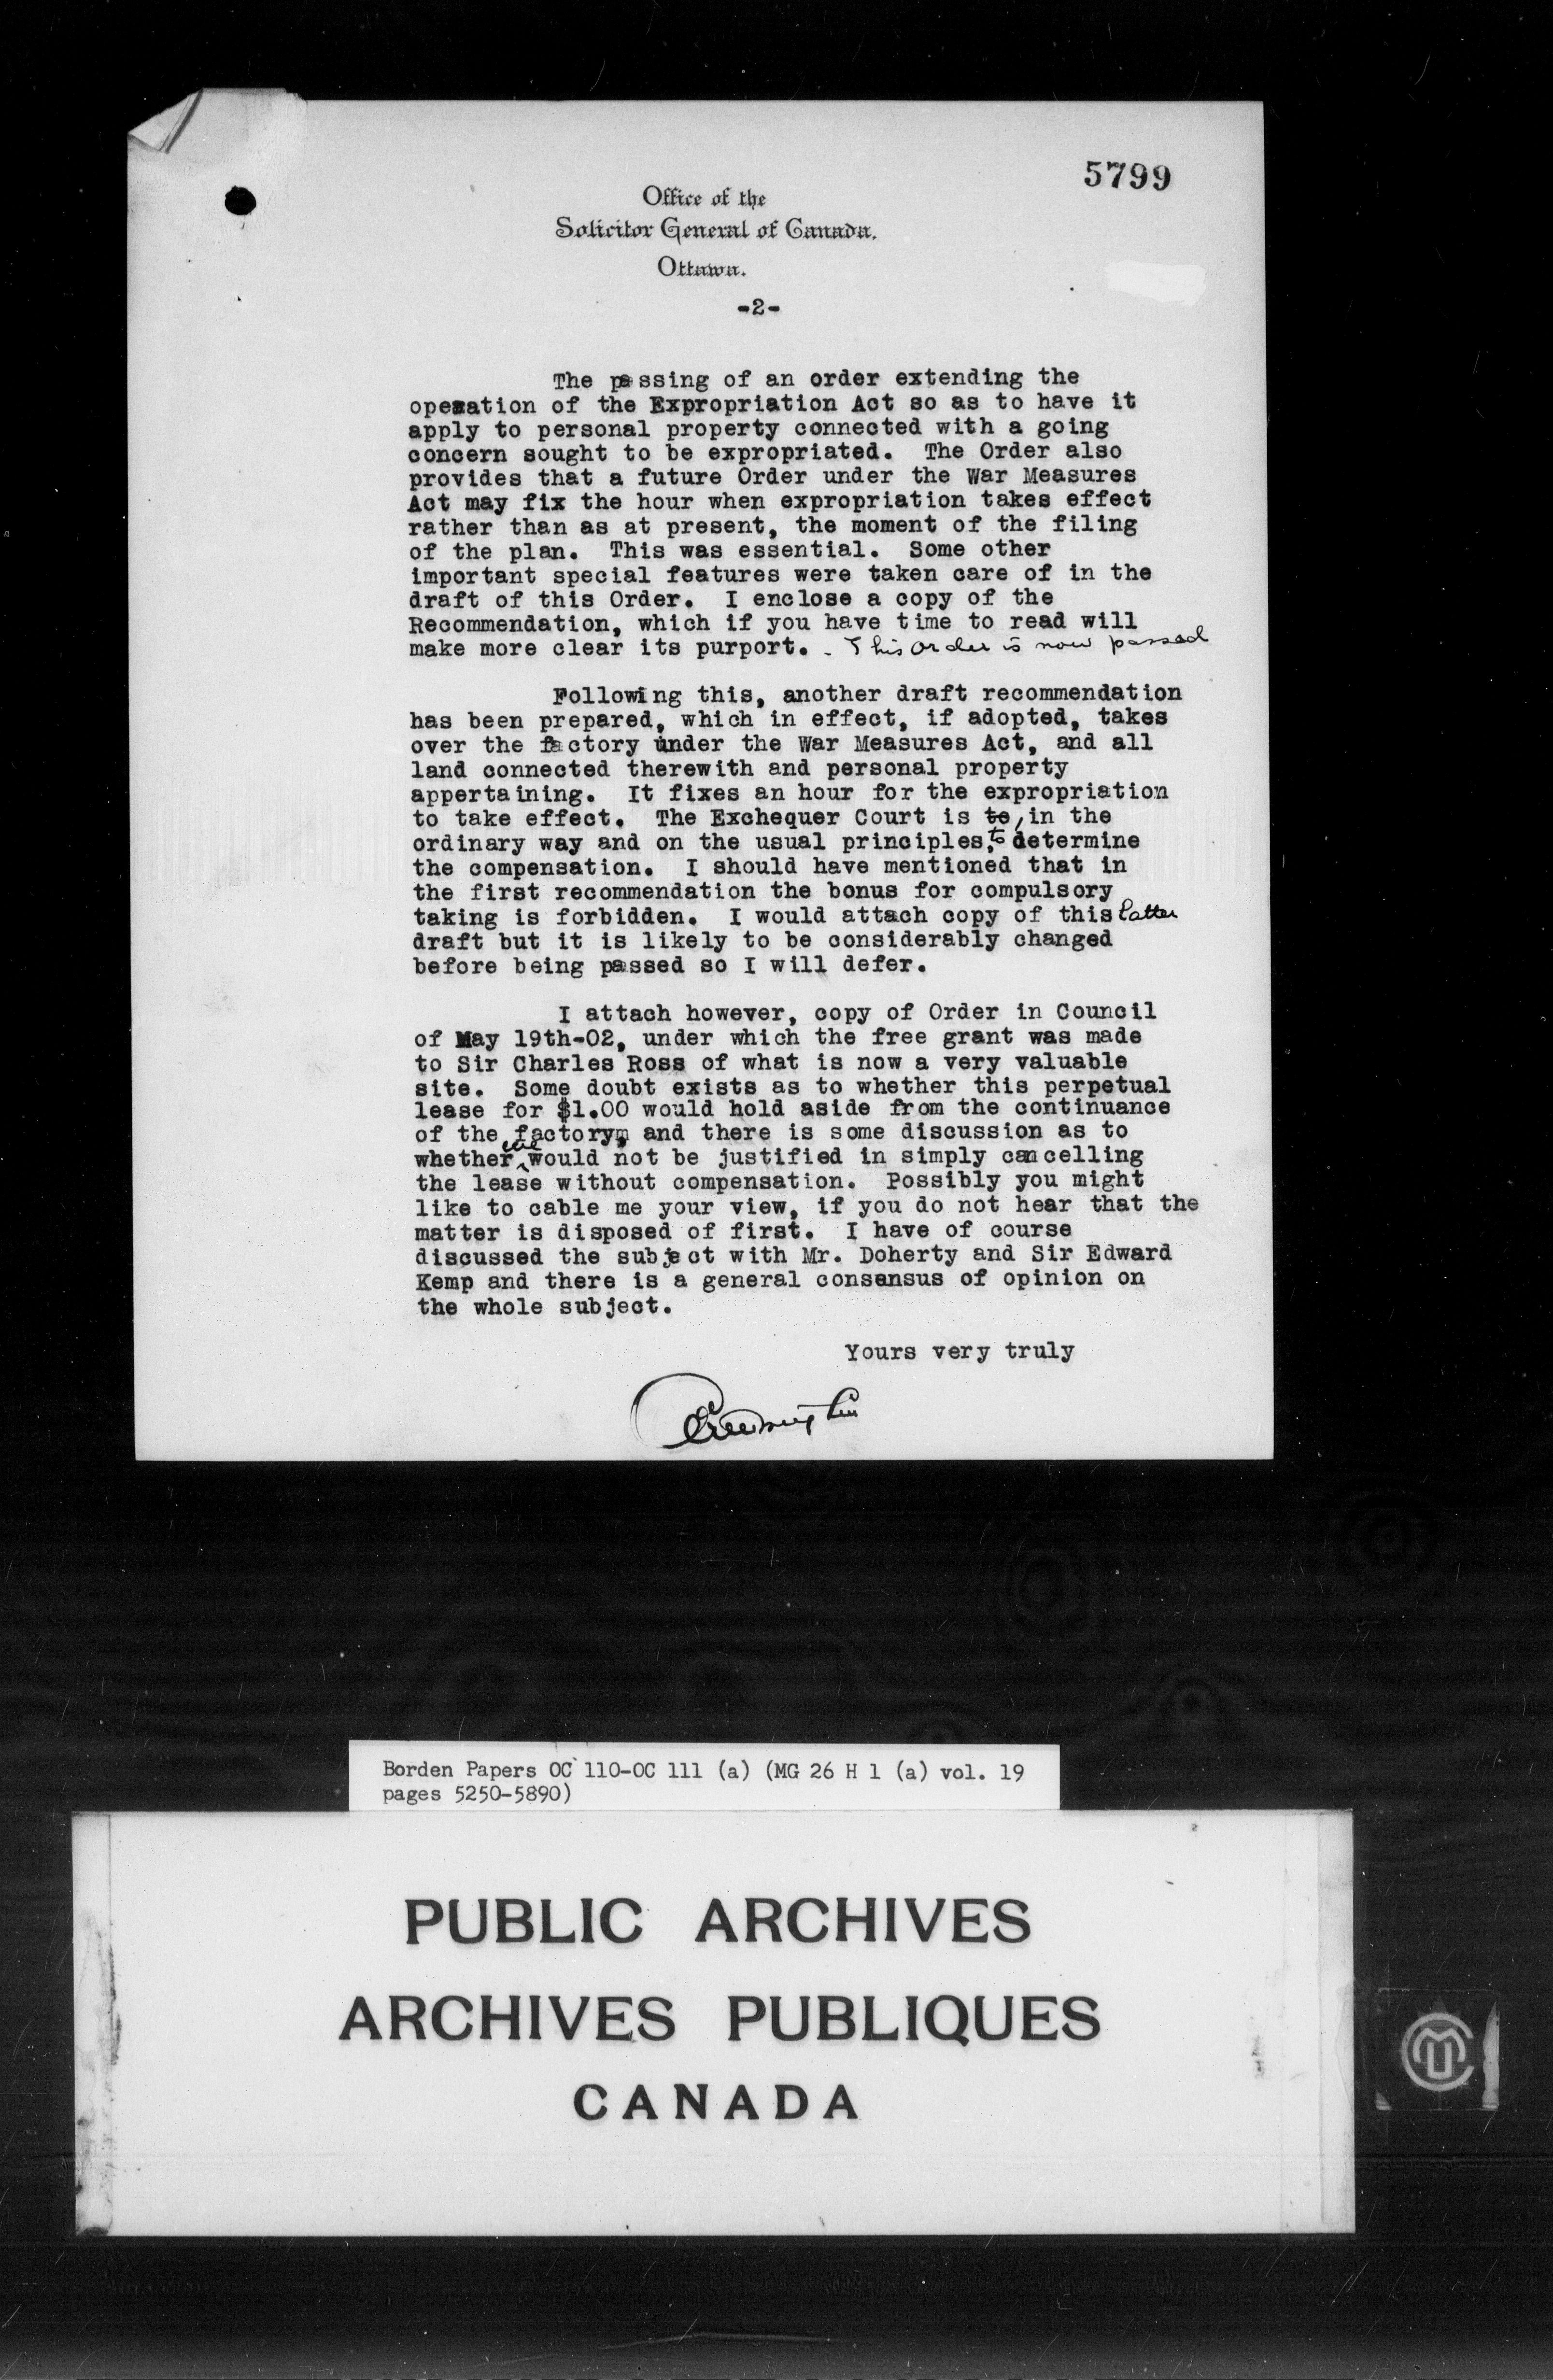 5799
Office of the
Solicitor General of Canada.
Ottawa.
-2-
The passing of an order extending the
operation of the Expropriation Act so as to have it
apply to personal property connected with a going
concern sought to be expropriated. The Order also
provides that a future Order under the War Measures
Act may fix the hour when expropriation takes effect
rather than as at present, the moment of the filing
of the plan. This was essential. Some other
important special features were taken care of in the
draft of this Order. I enclose a copy of the
Recommendation, which if you have time to read will
make more clear its purport. - This order is now passed
Following this, another draft recommendation
has been prepared, which in effect, if adopted, takes
over the factory under the War Measures Act, and all
land connected therewith and personal property
appertaining. It fixes an hour for the expropriation
to take effect. The Exchequer Court is to, in the
ordinary way and on the usual principles, to determine
the compensation. I should have mentioned that in
the first recommendation the bonus for compulsory
taking is forbidden. I would attach copy of this latter
draft but it is likely to be considerably changed
before being passed so I will defer.
I attach however, copy of Order in Council
of May 19th-02, under which the free grant was made
to Sir Charles Ross of what is now a very valuable
site. Some doubt exists as to whether this perpetual
lease for $1.00 would hold aside from the continuance
of the factory, and there is some discussion as to
whether we would not be justified in simply cancelling
the lease without compensation. Possibly you might
like to cable me your view, if you do not hear that the
matter is disposed of first. I have of course
discussed the subject with Mr. Doherty and Sir Edward
Kemp and there is a general consensus of opinion on
the whole subject.
Yours very truly
Borden Papers OC 110-OC 111 (a) (MG 26 H 1 (a) vol. 19
pages 5250-5890)
PUBLIC ARCHIVES
ARCHIVES PUBLIQUES
CANADA